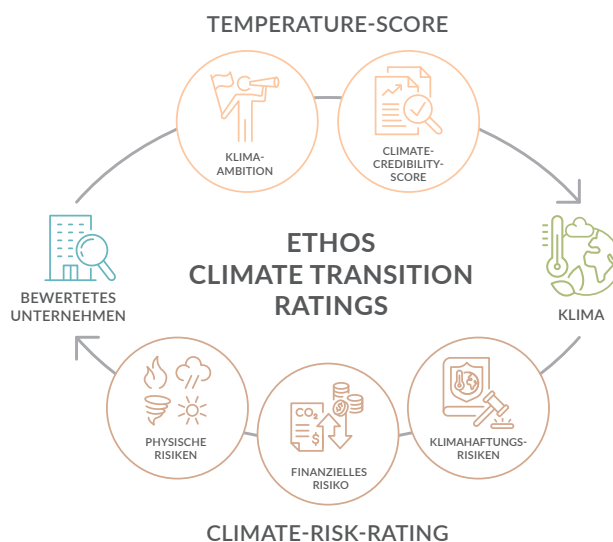 TEMPERATURE-SCORE
KLIMA-
AMBITION
CLIMATE-
CREDIBILITY-
SCORE
ETHOS
CLIMATE TRANSITION
RATINGS
BEWERTETES
UNTERNEHMEN
KLIMA
PHYSISCHE
RISIKEN
CO₂
$
$
FINANZIELLES
RISIKO
KLIMAHAFTUNGS-
RISIKEN
CLIMATE-RISK-RATING